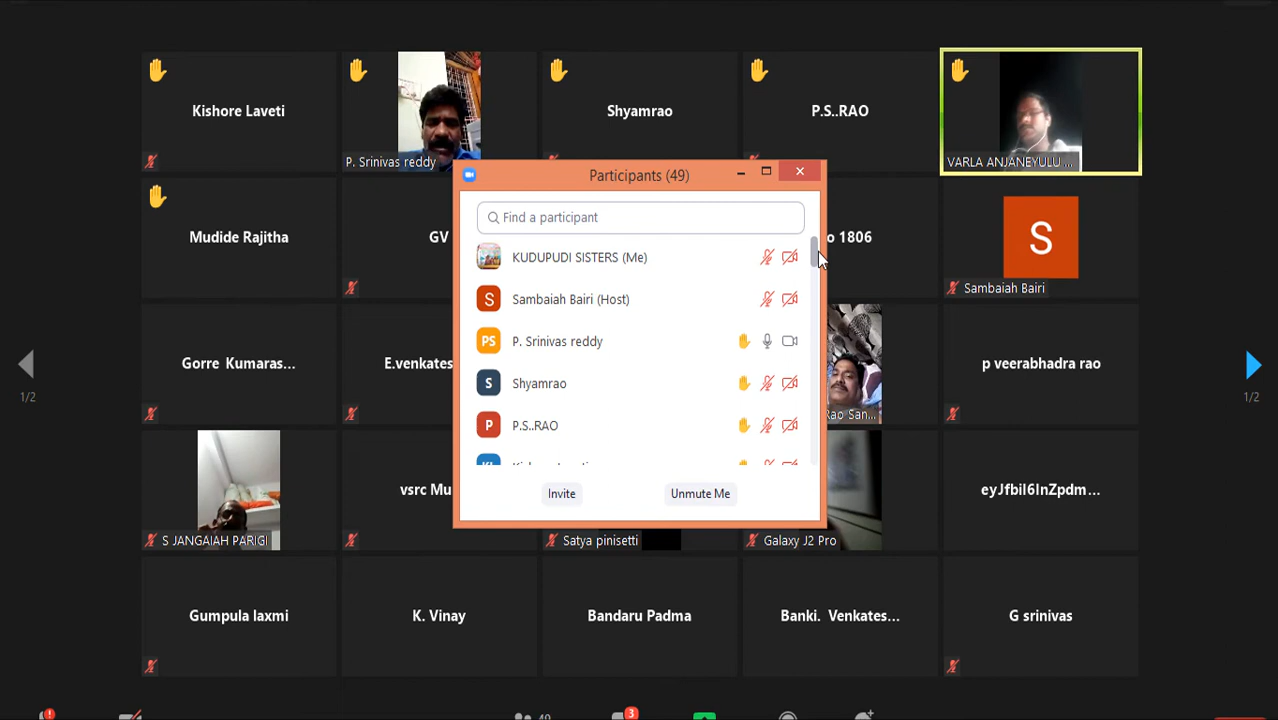 Kishore Laveti
P. Srinivas reddy
Shyamrao
P.S..RAO
VARLA ANJANEYULU ...
Participants (49)
Find a participant
KUDUPUDI SISTERS (Me)
S Sambaiah Bairi (Host)
PS P. Srinivas reddy
S Shyamrao
P P.S..RAO
Invite
Unmute Me
Mudide Rajitha
GV
o 1806
S
Sambaiah Bairi
1/2
Gorre Kumaras...
E.venkates
Rao San...
p veerabhadra rao
1/2
S JANGAIAH PARIGI
vsrc Mu
Satya pinisetti
Galaxy J2 Pro
eyJfbil6InZpdm...
Gumpula laxmi
K. Vinay
Bandaru Padma
Banki. Venkates...
G srinivas
49
3